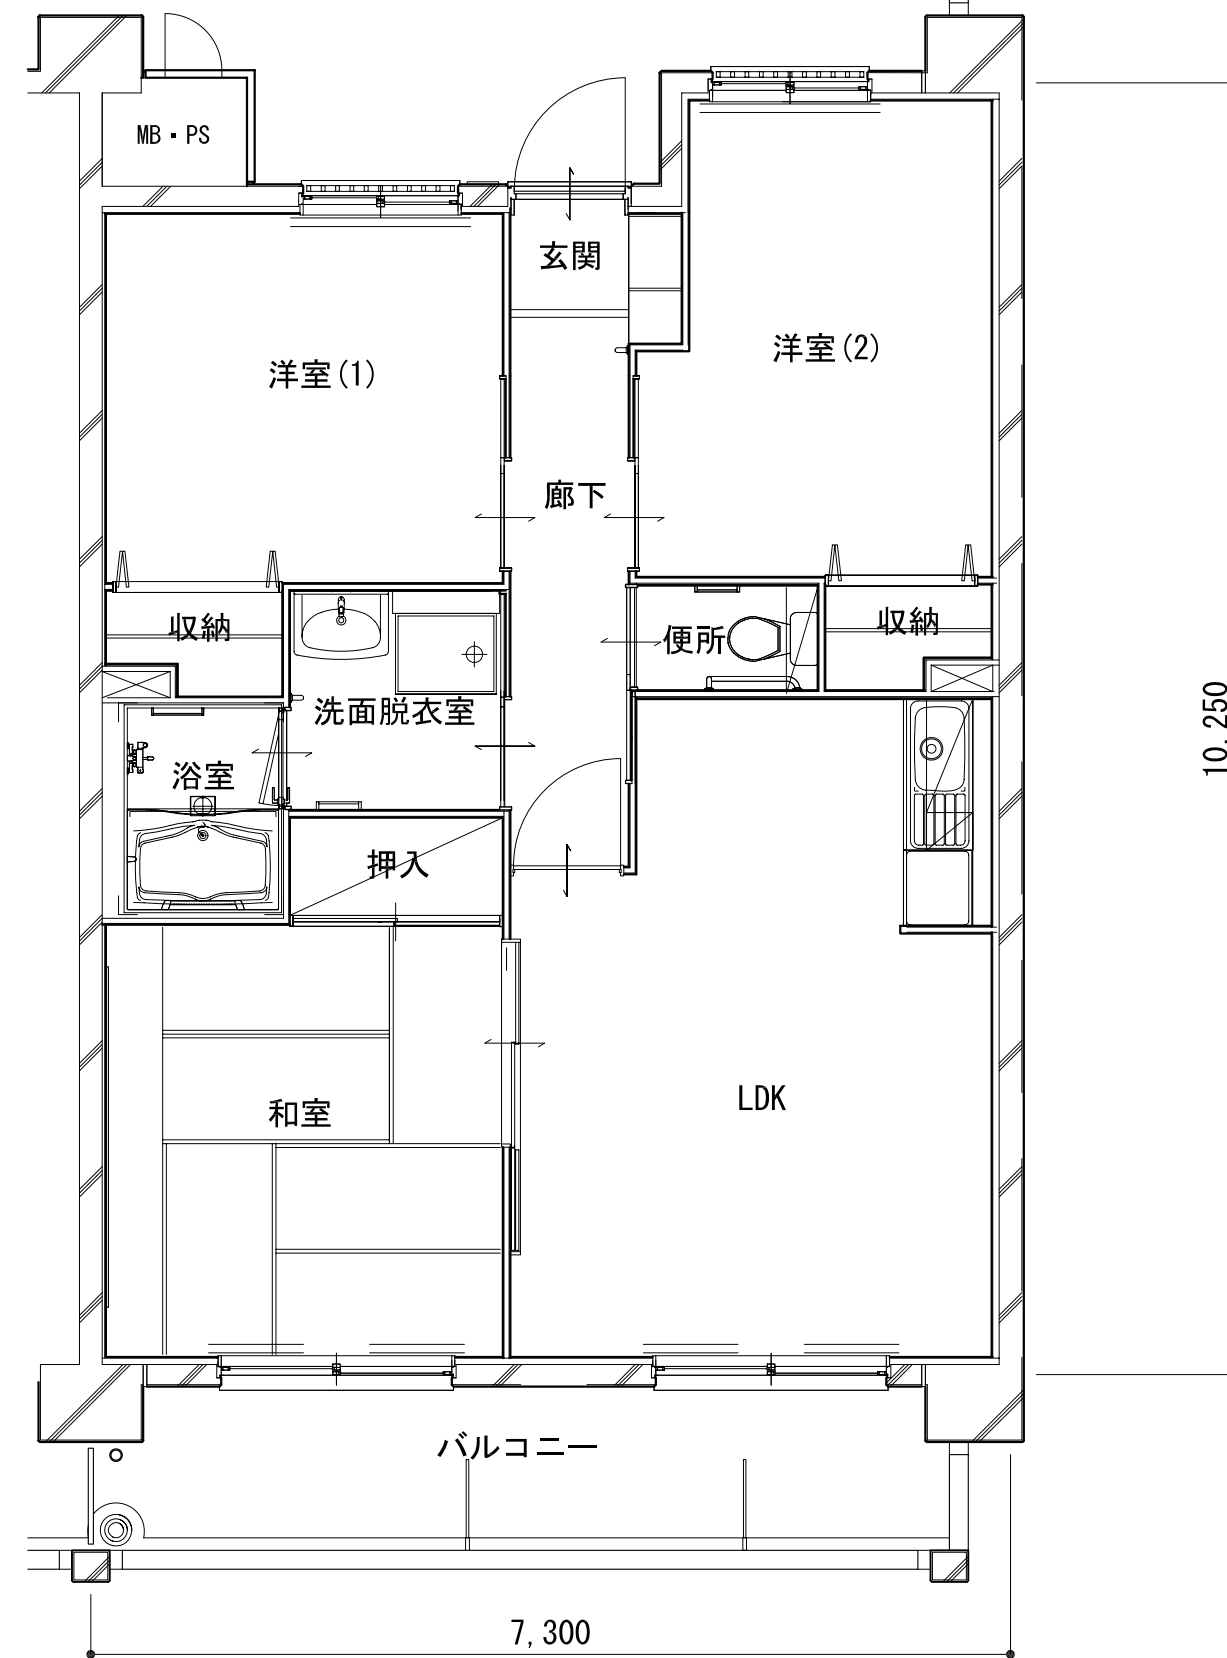 MB・PS
玄関
洋室(2)
洋室(1)
廊下
収納
収納
便所
洗面脱衣室
10,250
浴室
押入
LDK
和室
バルコニー
7,300